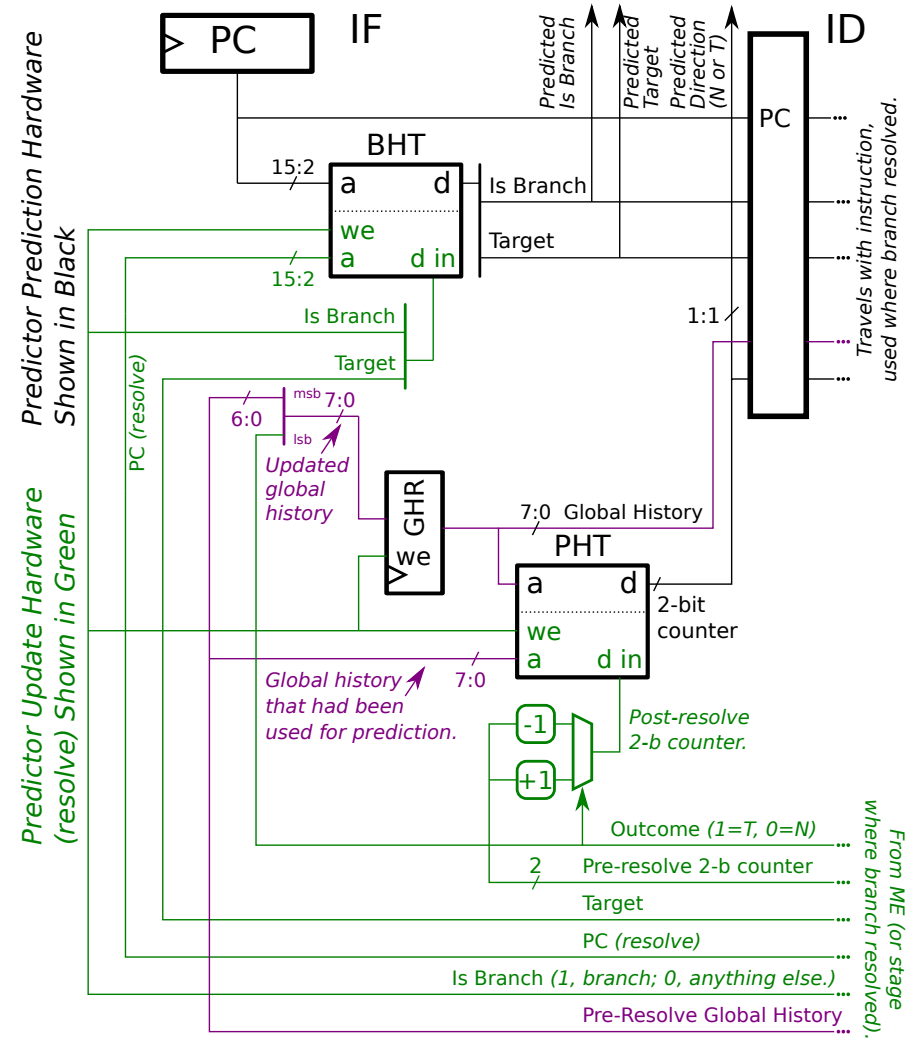 PC
IF
ID
Predicted
Is Branch
Predicted
Target
Predicted
Direction
(N or T)
PC
Travels with instruction,
used where branch resolved.
Predictor Prediction Hardware
Shown in Black
BHT
15:2
a
d
Is Branch
we
Target
a
d in
15:2
Is Branch
1:1
Target
PC (resolve)
6:0
msb
7:0
lsb
Updated
global
history
GHR
we
7:0
Global History
PHT
a
d
2-bit
counter
we
a
d in
7:0
Global history
that had been
used for prediction.
Predictor Update Hardware
(resolve) Shown in Green
-1
+1
Post-resolve
2-b counter.
Outcome (1=T, 0=N)
2
Pre-resolve 2-b counter
Target
PC (resolve)
Is Branch (1, branch; 0, anything else.)
Pre-Resolve Global History
From ME (or stage
where branch resolved).